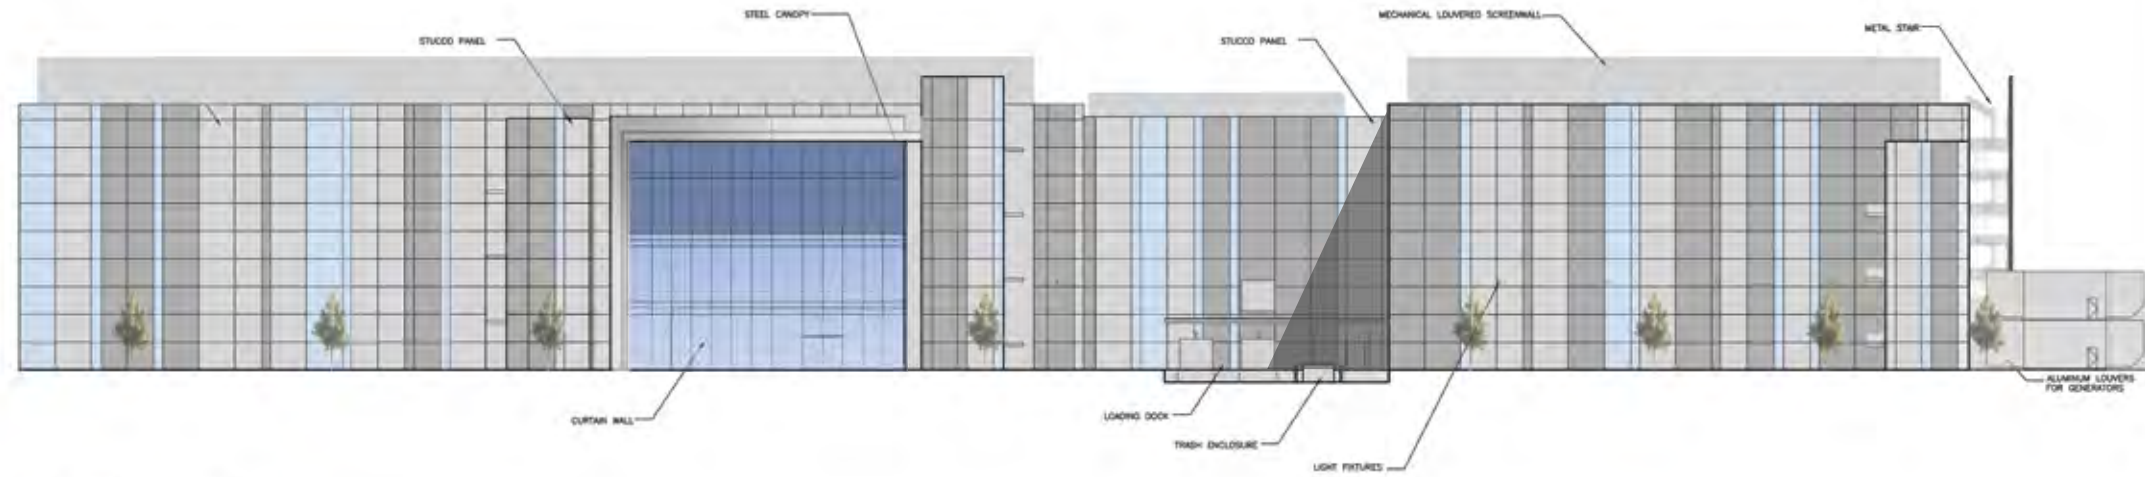 STEEL CANOPY
MECHANICAL LOUVERED SCREENWALL
METAL STAIR
STUCCO PANEL
STUCCO PANEL
ALUMINUM LOUVERS
FOR GENERATORS
LOADING DOCK
CURTAIN WALL
TRASH ENCLOSURE
LIGHT FIXTURES